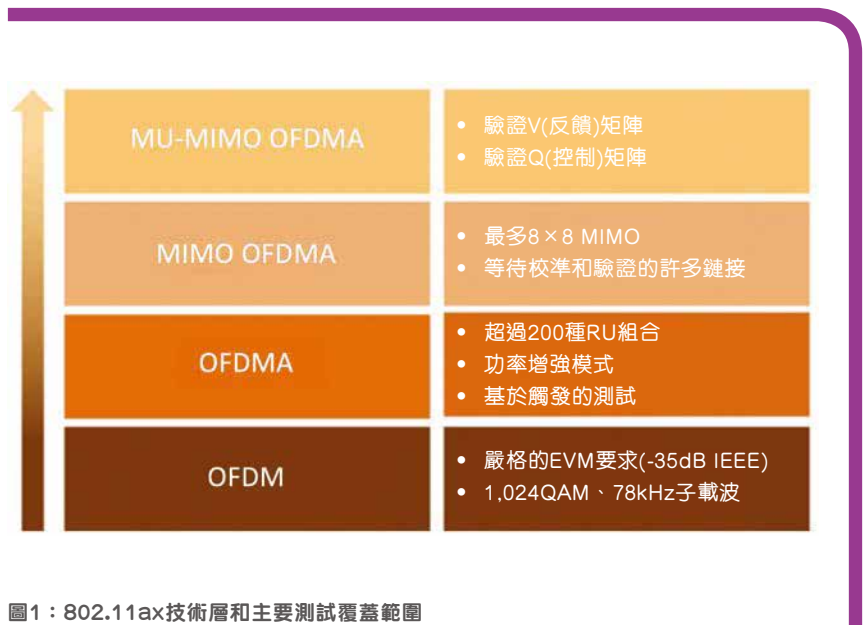 MU-MIMO OFDMA
• 驗證V(反饋)矩陣
• 驗證Q(控制)矩陣
MIMO OFDMA
• 最多8×8 MIMO
• 等待校準和驗證的許多鏈接
OFDMA
• 超過200種RU組合
• 功率增強模式
• 基於觸發的測試
OFDM
• 嚴格的EVM要求(-35dB IEEE)
• 1,024QAM、78kHz子載波
圖1：802.11ax技術層和主要測試覆蓋範圍